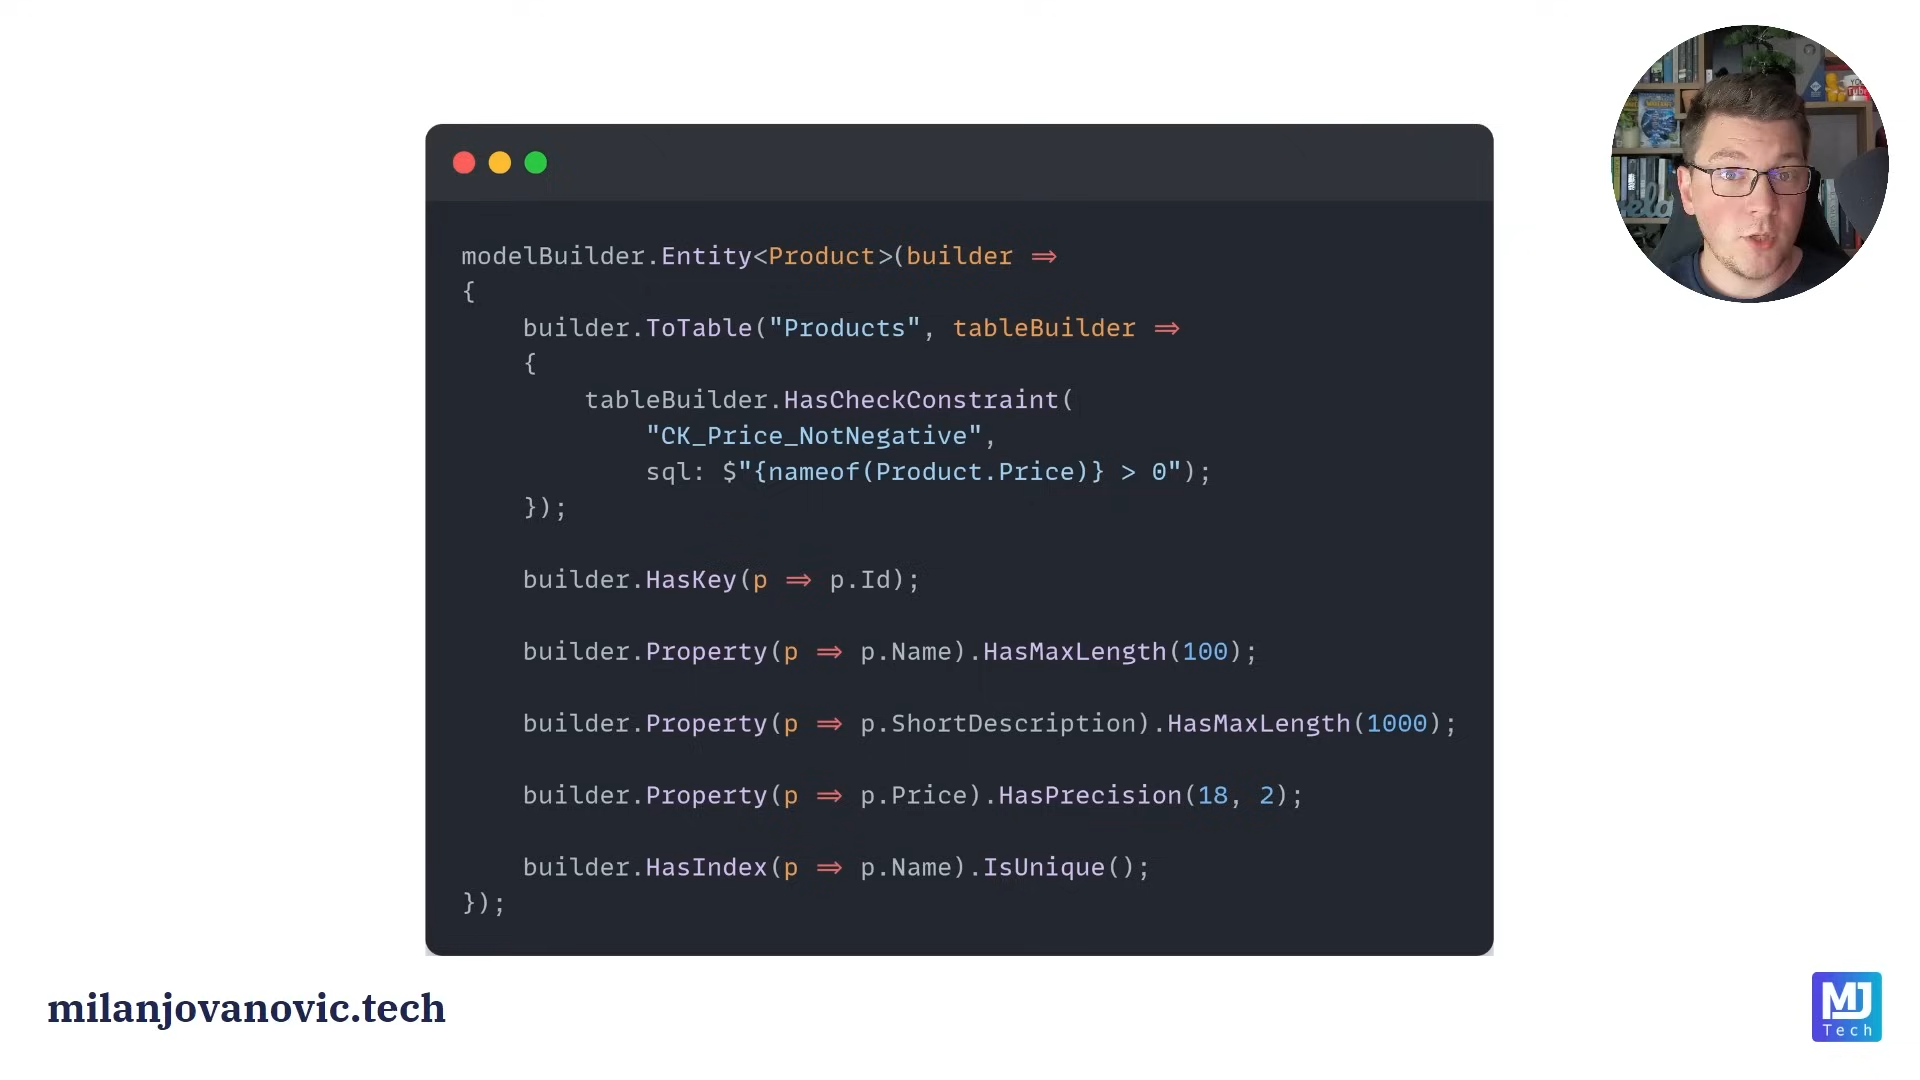 modelBuilder.Entity<Product>(builder =>
{
    builder.ToTable("Products", tableBuilder =>
    {
        tableBuilder.HasCheckConstraint(
            "CK_Price_NotNegative",
            sql: $"{nameof(Product.Price)} > 0");
    });
    builder.HasKey(p => p.Id);
    builder.Property(p => p.Name).HasMaxLength(100);
    builder.Property(p => p.ShortDescription).HasMaxLength(1000);
    builder.Property(p => p.Price).HasPrecision(18, 2);
    builder.HasIndex(p => p.Name).IsUnique();
});
milanjovanovic.tech
MJ
Tech